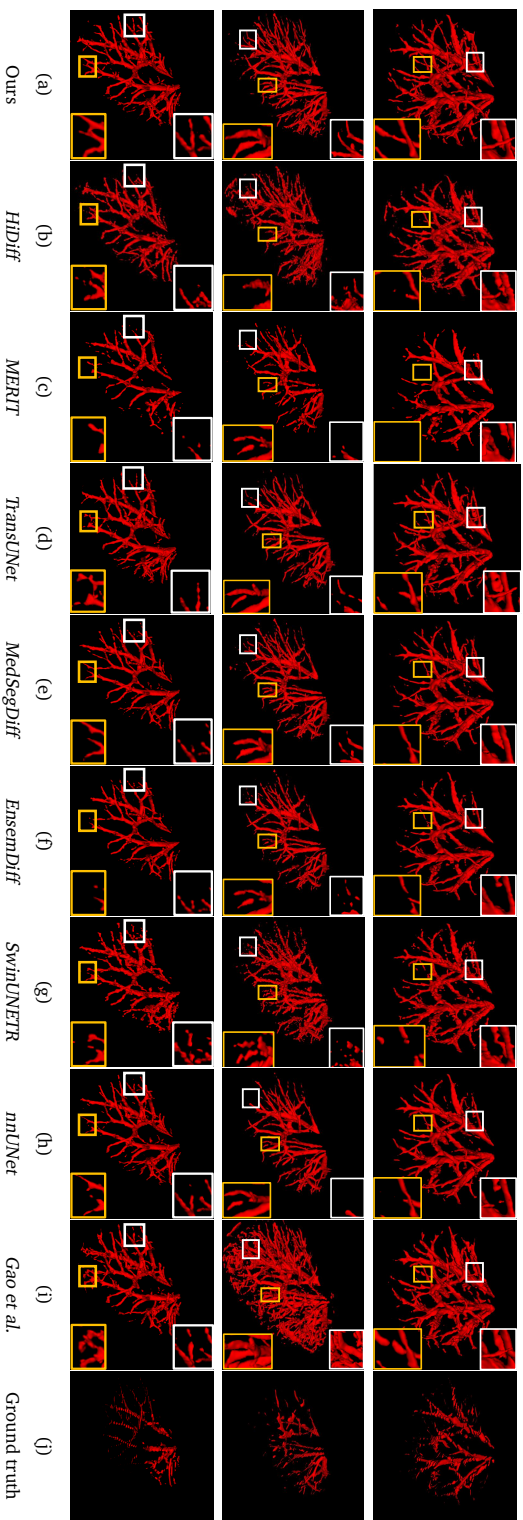 (a)
Ours
(b)
HiDiff
(c)
MERIT
(d)
TransUNet
(e)
MedSegDiff
(f)
EnsemDiff
(g)
SwinUNETR
(h)
nnUNet
(i)
Gao et al.
(j)
Ground truth